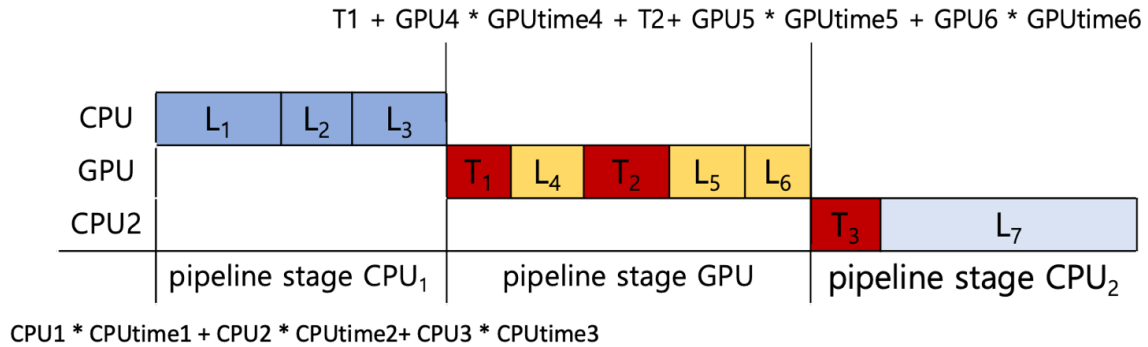 T1 + GPU4 * GPUtime4 + T2+ GPU5 * GPUtime5 + GPU6 * GPUtime6
CPU L₁ L₂ L₃
GPU T₁ L₄ T₂ L₅ L₆
CPU2 T₃ L₇
pipeline stage CPU₁ pipeline stage GPU pipeline stage CPU₂
CPU1 * CPUtime1 + CPU2 * CPUtime2+ CPU3 * CPUtime3